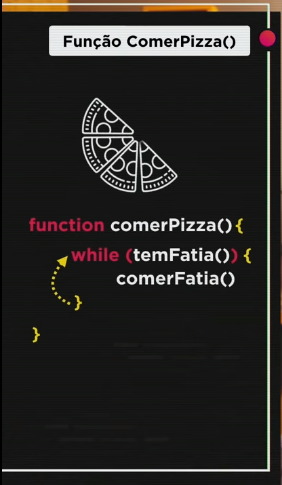 Função ComerPizza()
function comerPizza(){
while (temFatia()) {
comerFatia()
}
}